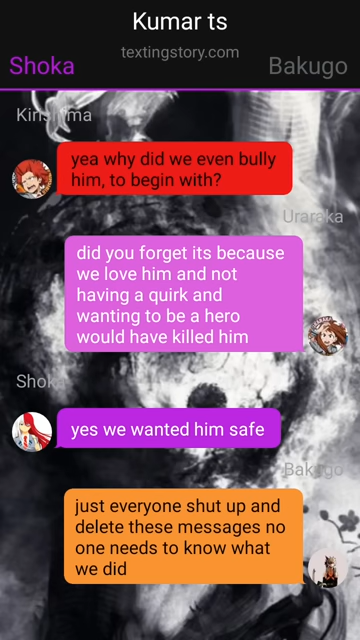 Kumar ts
textingstory.com
Shoka
Bakugo
Kirishima
yea why did we even bully
him, to begin with?
Uraraka
did you forget its because
we love him and not
having a quirk and
wanting to be a hero
would have killed him
Shoka
yes we wanted him safe
Bakugo
just everyone shut up and
delete these messages no
one needs to know what
we did